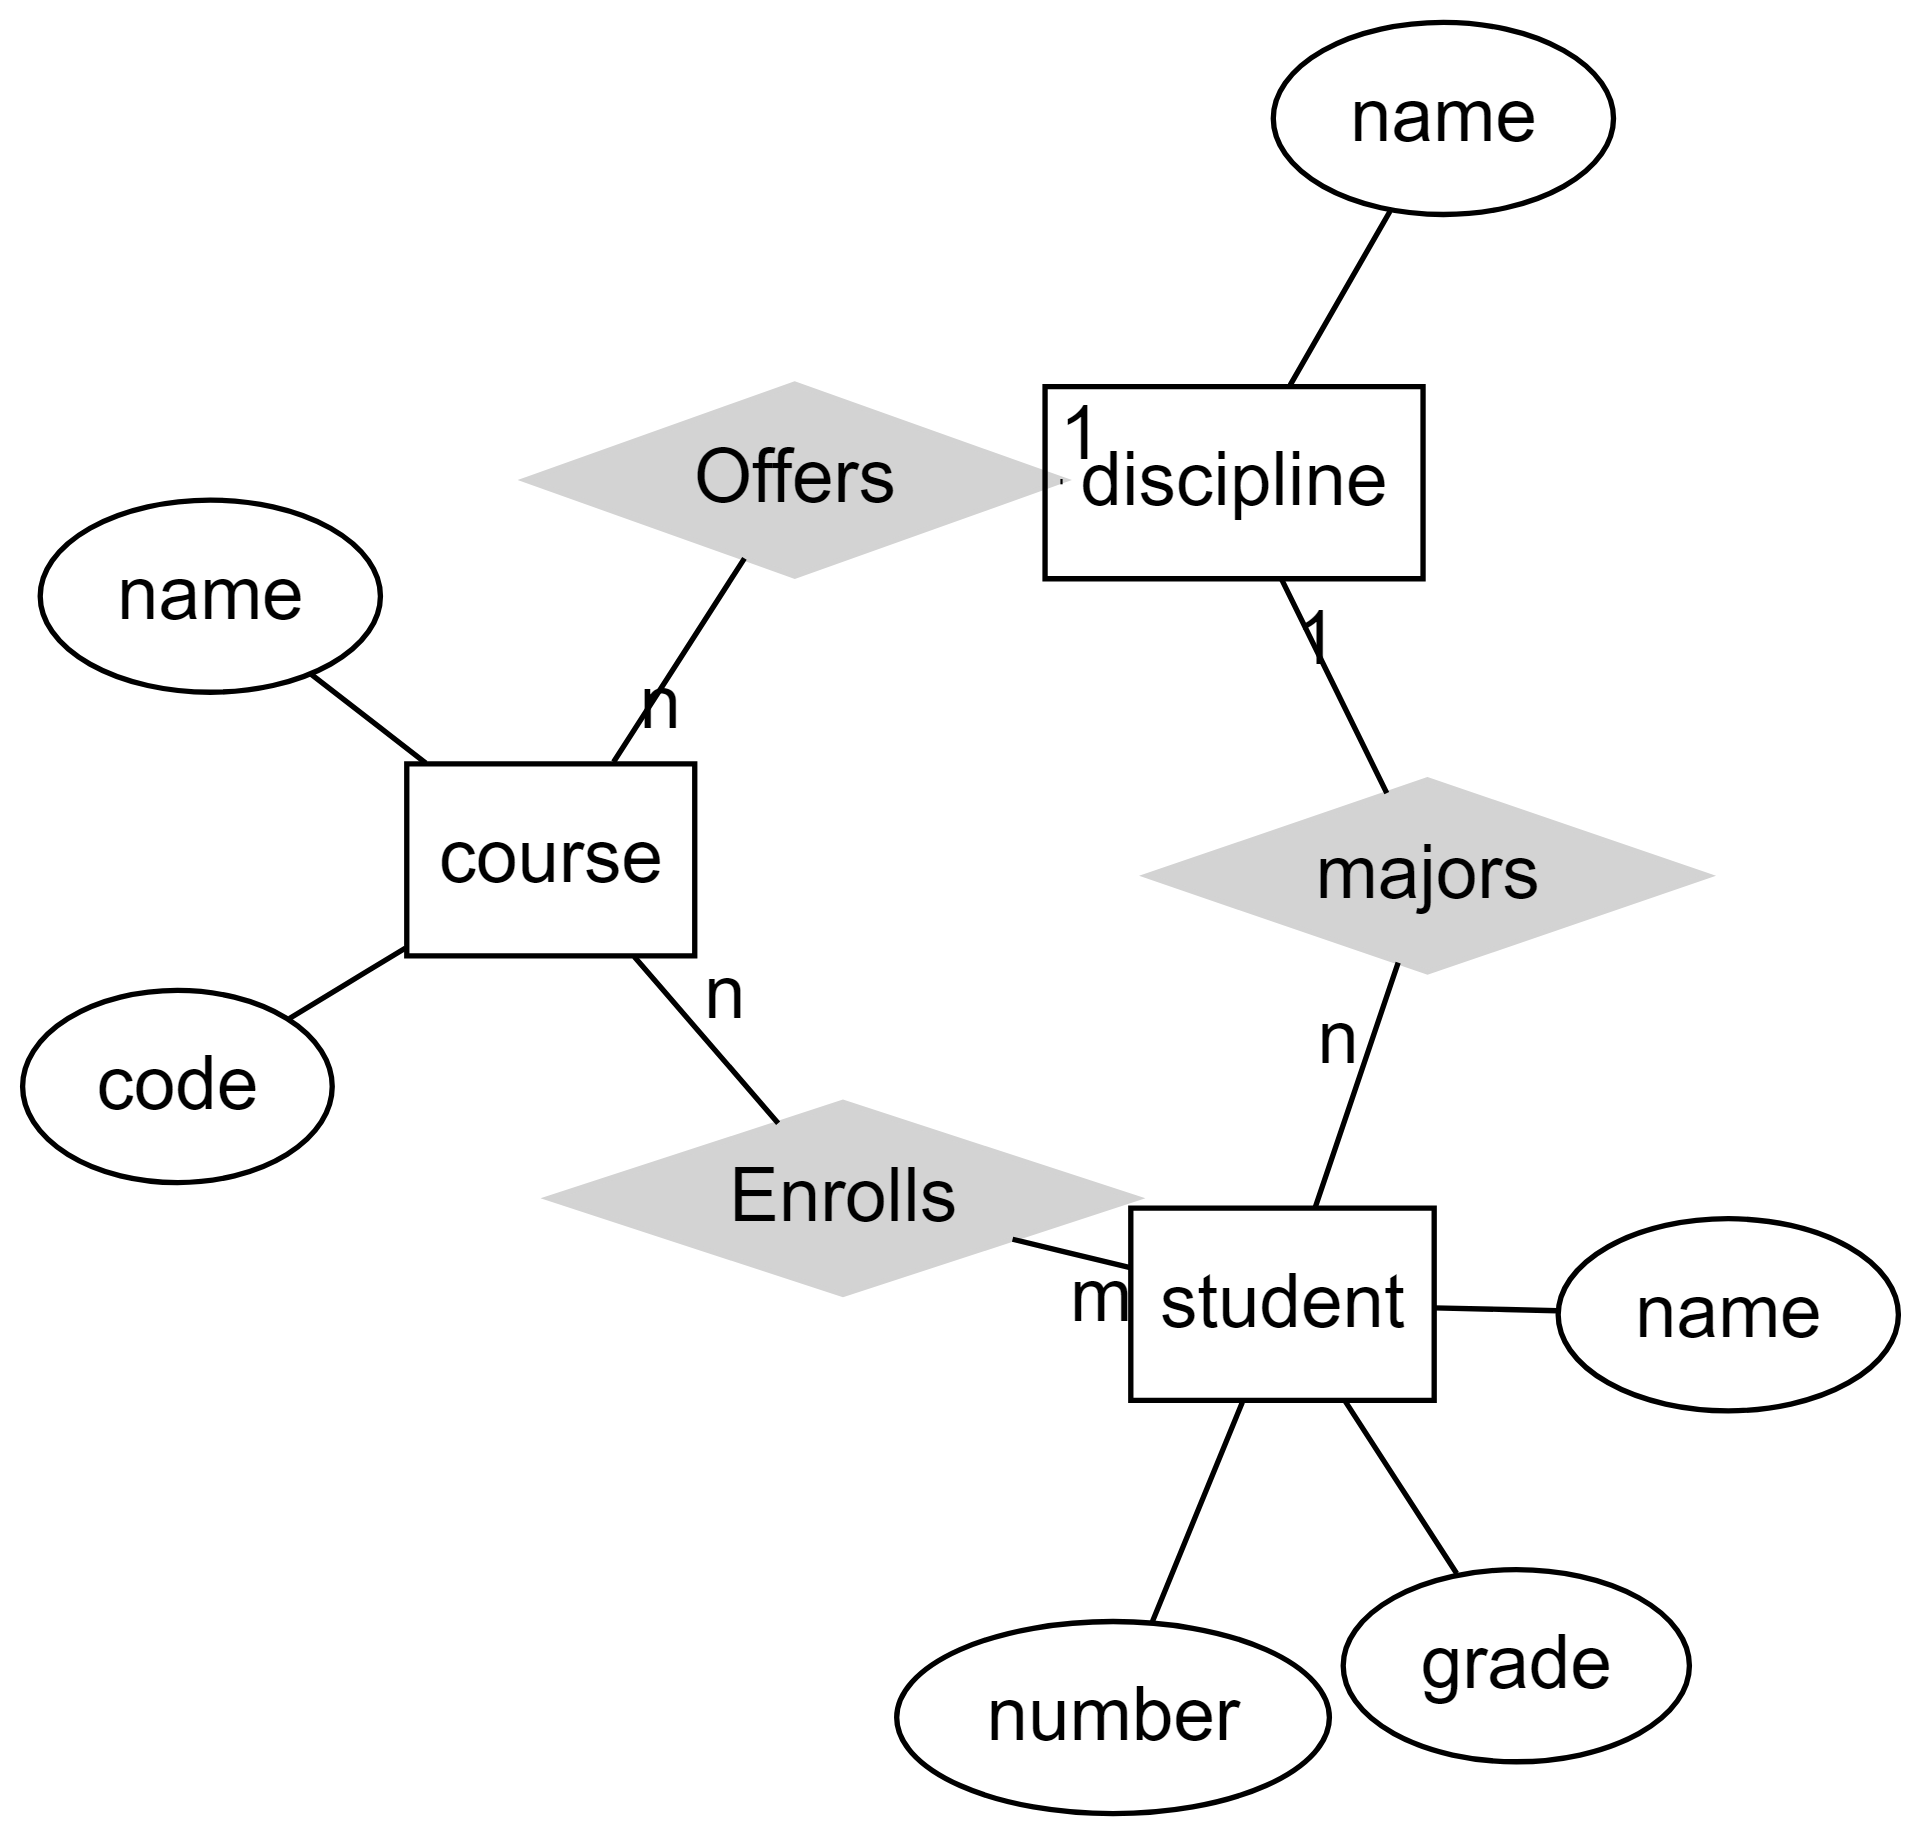 name
1
Offers
discipline
name
1
n
course
majors
n
n
code
Enrolls
m
student
name
grade
number